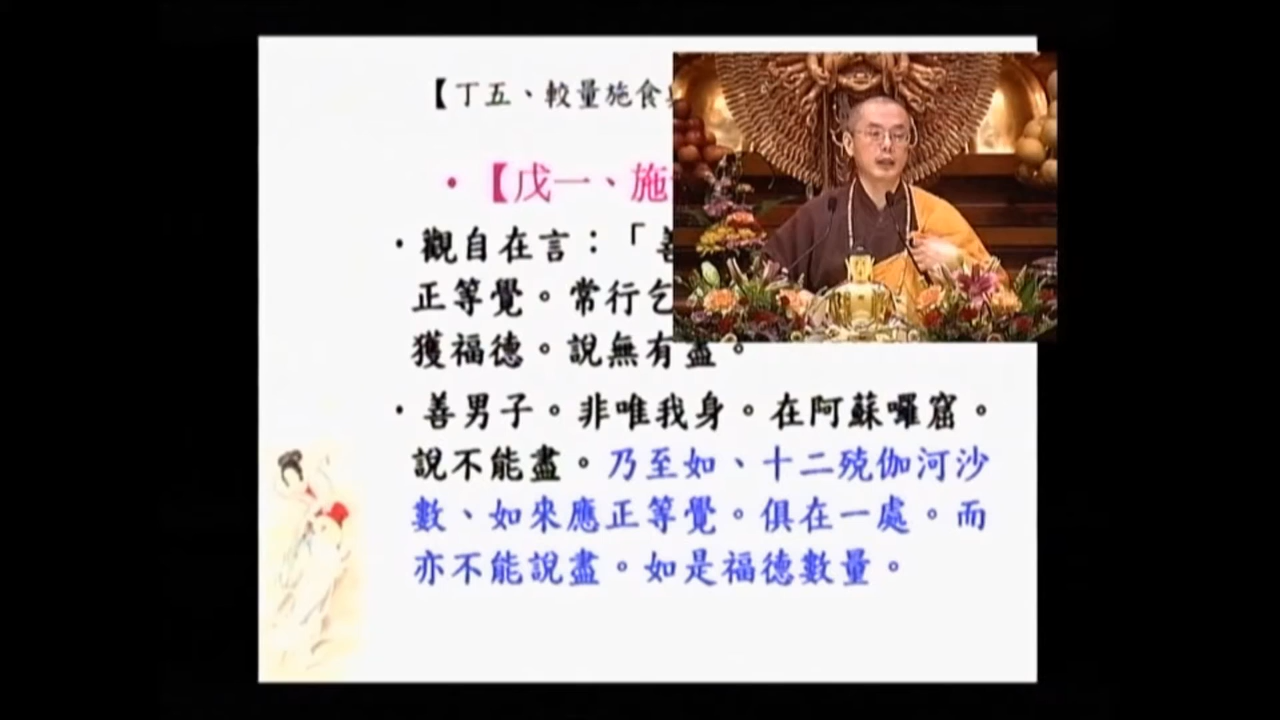 【丁五、較量施食
•【戊一、施
•觀自在言：「善
正等覺。常行乞
獲福德。說無有盡。
•善男子。非唯我身。在阿蘇囉窟。
說不能盡。乃至如、十二殑伽河沙
數、如來應正等覺。俱在一處。而
亦不能說盡。如是福德數量。